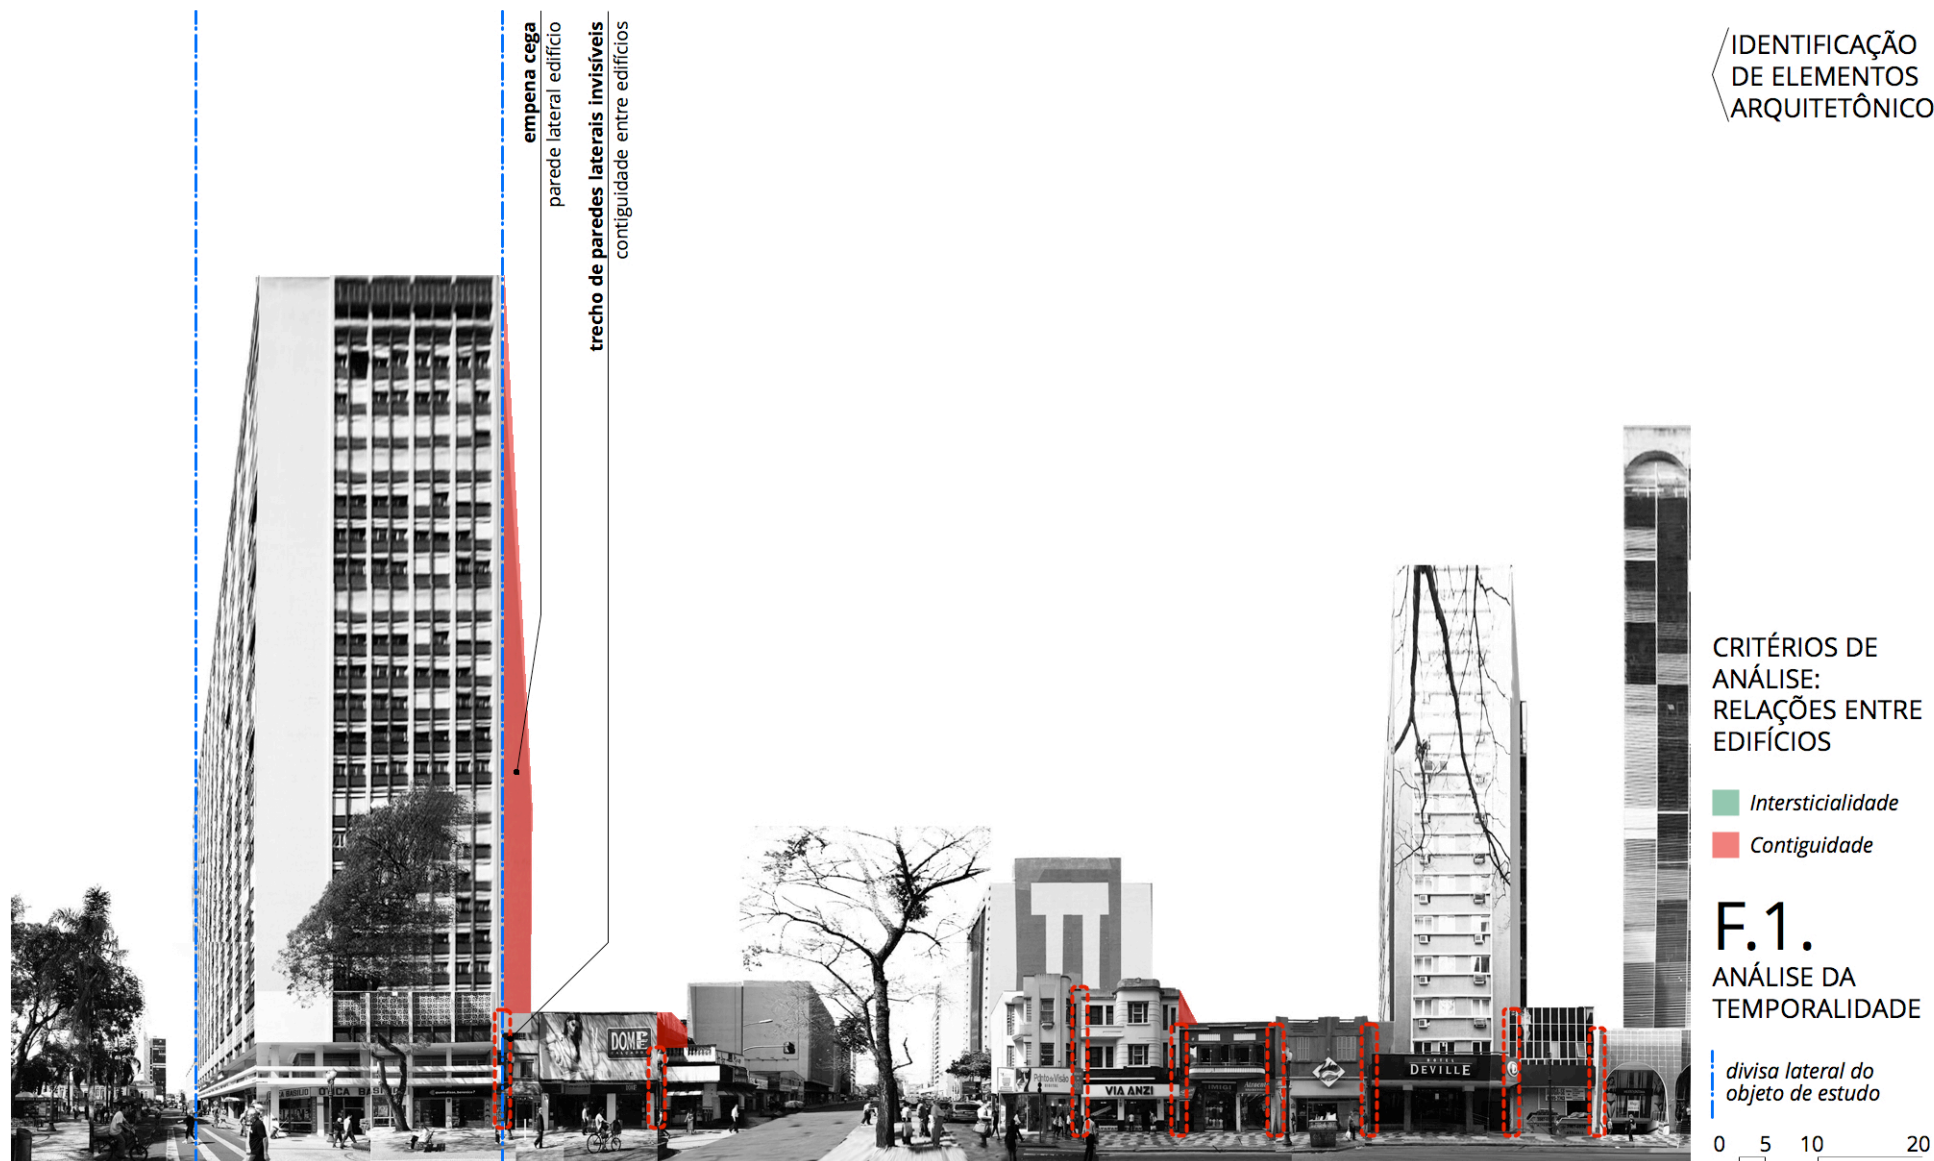 empena cega
parede lateral edifício
trecho de paredes laterais invisíveis
contiguidade entre edifícios
IDENTIFICAÇÃO
DE ELEMENTOS
ARQUITETÔNICO
CRITÉRIOS DE
ANÁLISE:
RELAÇÕES ENTRE
EDIFÍCIOS
Intersticialidade
Contiguidade
F.1.
ANÁLISE DA
TEMPORALIDADE
divisa lateral do
objeto de estudo
0 5 10 20
DOME
VIA ANZI
HOTEL
DEVILLE